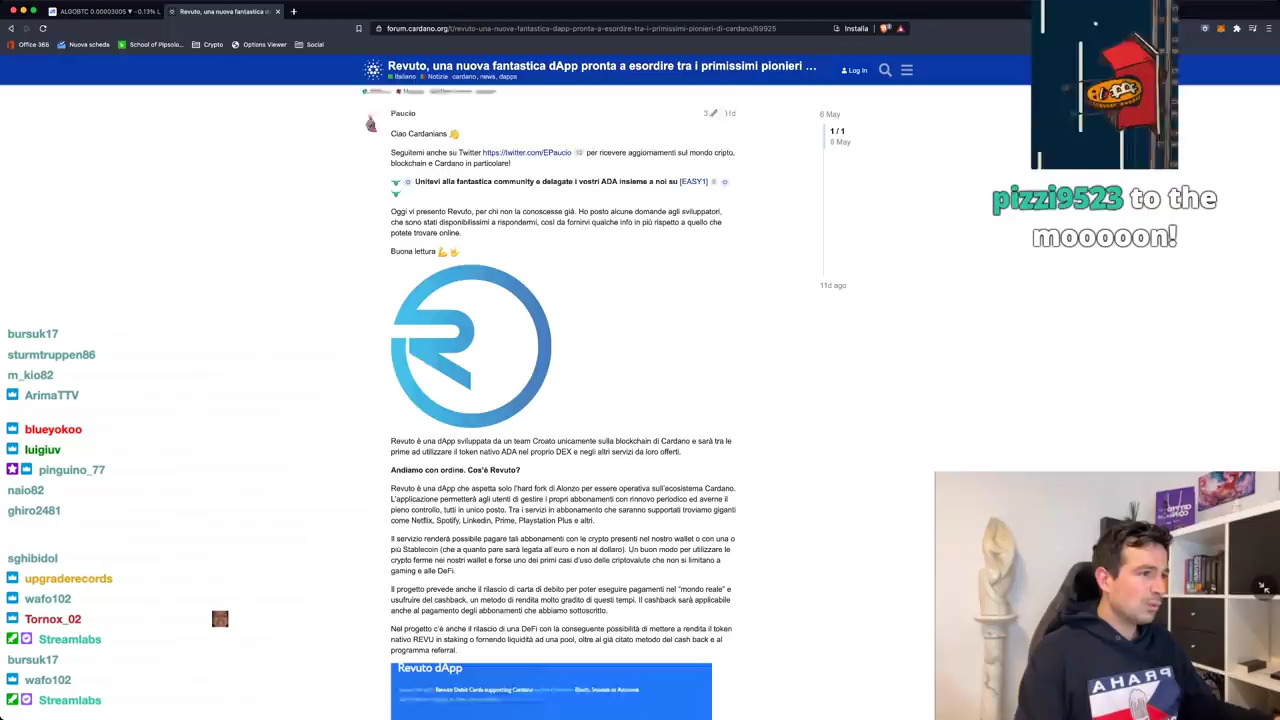 ALGOBTC 0.00003005 ▼ −0.13% L
Revuto, una nuova fantastica d
forum.cardano.org/t/revuto-una-nuova-fantastica-dapp-pronta-a-esordire-tra-i-primissimi-pionieri-di-cardano/59925
Installa
Office 365
Nuova scheda
School of Pipsolo...
Crypto
Options Viewer
Social
Revuto, una nuova fantastica dApp pronta a esordire tra i primissimi pionieri ...
Italiano Notizie cardano, news, dapps
Log In
Paucio
3
11d
Ciao Cardanians 👋
Seguitemi anche su Twitter https://twitter.com/EPaucio per ricevere aggiornamenti sul mondo cripto,
blockchain e Cardano in particolare!
Unitevi alla fantastica community e delagate i vostri ADA insieme a noi su [EASY1]
Oggi vi presento Revuto, per chi non la conoscesse già. Ho posto alcune domande agli sviluppatori,
che sono stati disponibilissimi a rispondermi, così da fornirvi qualche info in più rispetto a quello che
potete trovare online.
Buona lettura 💪 🤟
R
Revuto è una dApp sviluppata da un team Croato unicamente sulla blockchain di Cardano e sarà tra le
prime ad utilizzare il token nativo ADA nel proprio DEX e negli altri servizi da loro offerti.
Andiamo con ordine. Cos'è Revuto?
Revuto è una dApp che aspetta solo l'hard fork di Alonzo per essere operativa sull'ecosistema Cardano.
L'applicazione permetterà agli utenti di gestire i propri abbonamenti con rinnovo periodico ed averne il
pieno controllo, tutti in unico posto. Tra i servizi in abbonamento che saranno supportati troviamo giganti
come Netflix, Spotify, Linkedin, Prime, Playstation Plus e altri.
Il servizio renderà possibile pagare tali abbonamenti con le crypto presenti nel nostro wallet o con una o
più Stablecoin (che a quanto pare sarà legata all'euro e non al dollaro). Un buon modo per utilizzare le
crypto ferme nei nostri wallet e forse uno dei primi casi d'uso delle criptovalute che non si limitano a
gaming e alle DeFi.
Il progetto prevede anche il rilascio di carta di debito per poter eseguire pagamenti nel "mondo reale" e
usufruire del cashback, un metodo di rendita molto gradito di questi tempi. Il cashback sarà applicabile
anche al pagamento degli abbonamenti che abbiamo sottoscritto.
Nel progetto c'è anche il rilascio di una DeFi con la conseguente possibilità di mettere a rendita il token
nativo REVU in staking o fornendo liquidità ad una pool, oltre al già citato metodo del cash back e al
programma referral.
Revuto dApp
Revuto Debit Cards supporting Cardano
6 May
1 / 1
6 May
11d ago
pizzi9523 to the
mooooon!
bursuk17
sturmtruppen86
m_kio82
ArimaTTV
blueyokoo
luigiuv
pinguino_77
naio82
ghiro2481
sghibidol
upgraderecords
wafo102
Tornox_02
Streamlabs
bursuk17
wafo102
Streamlabs
PRAHA